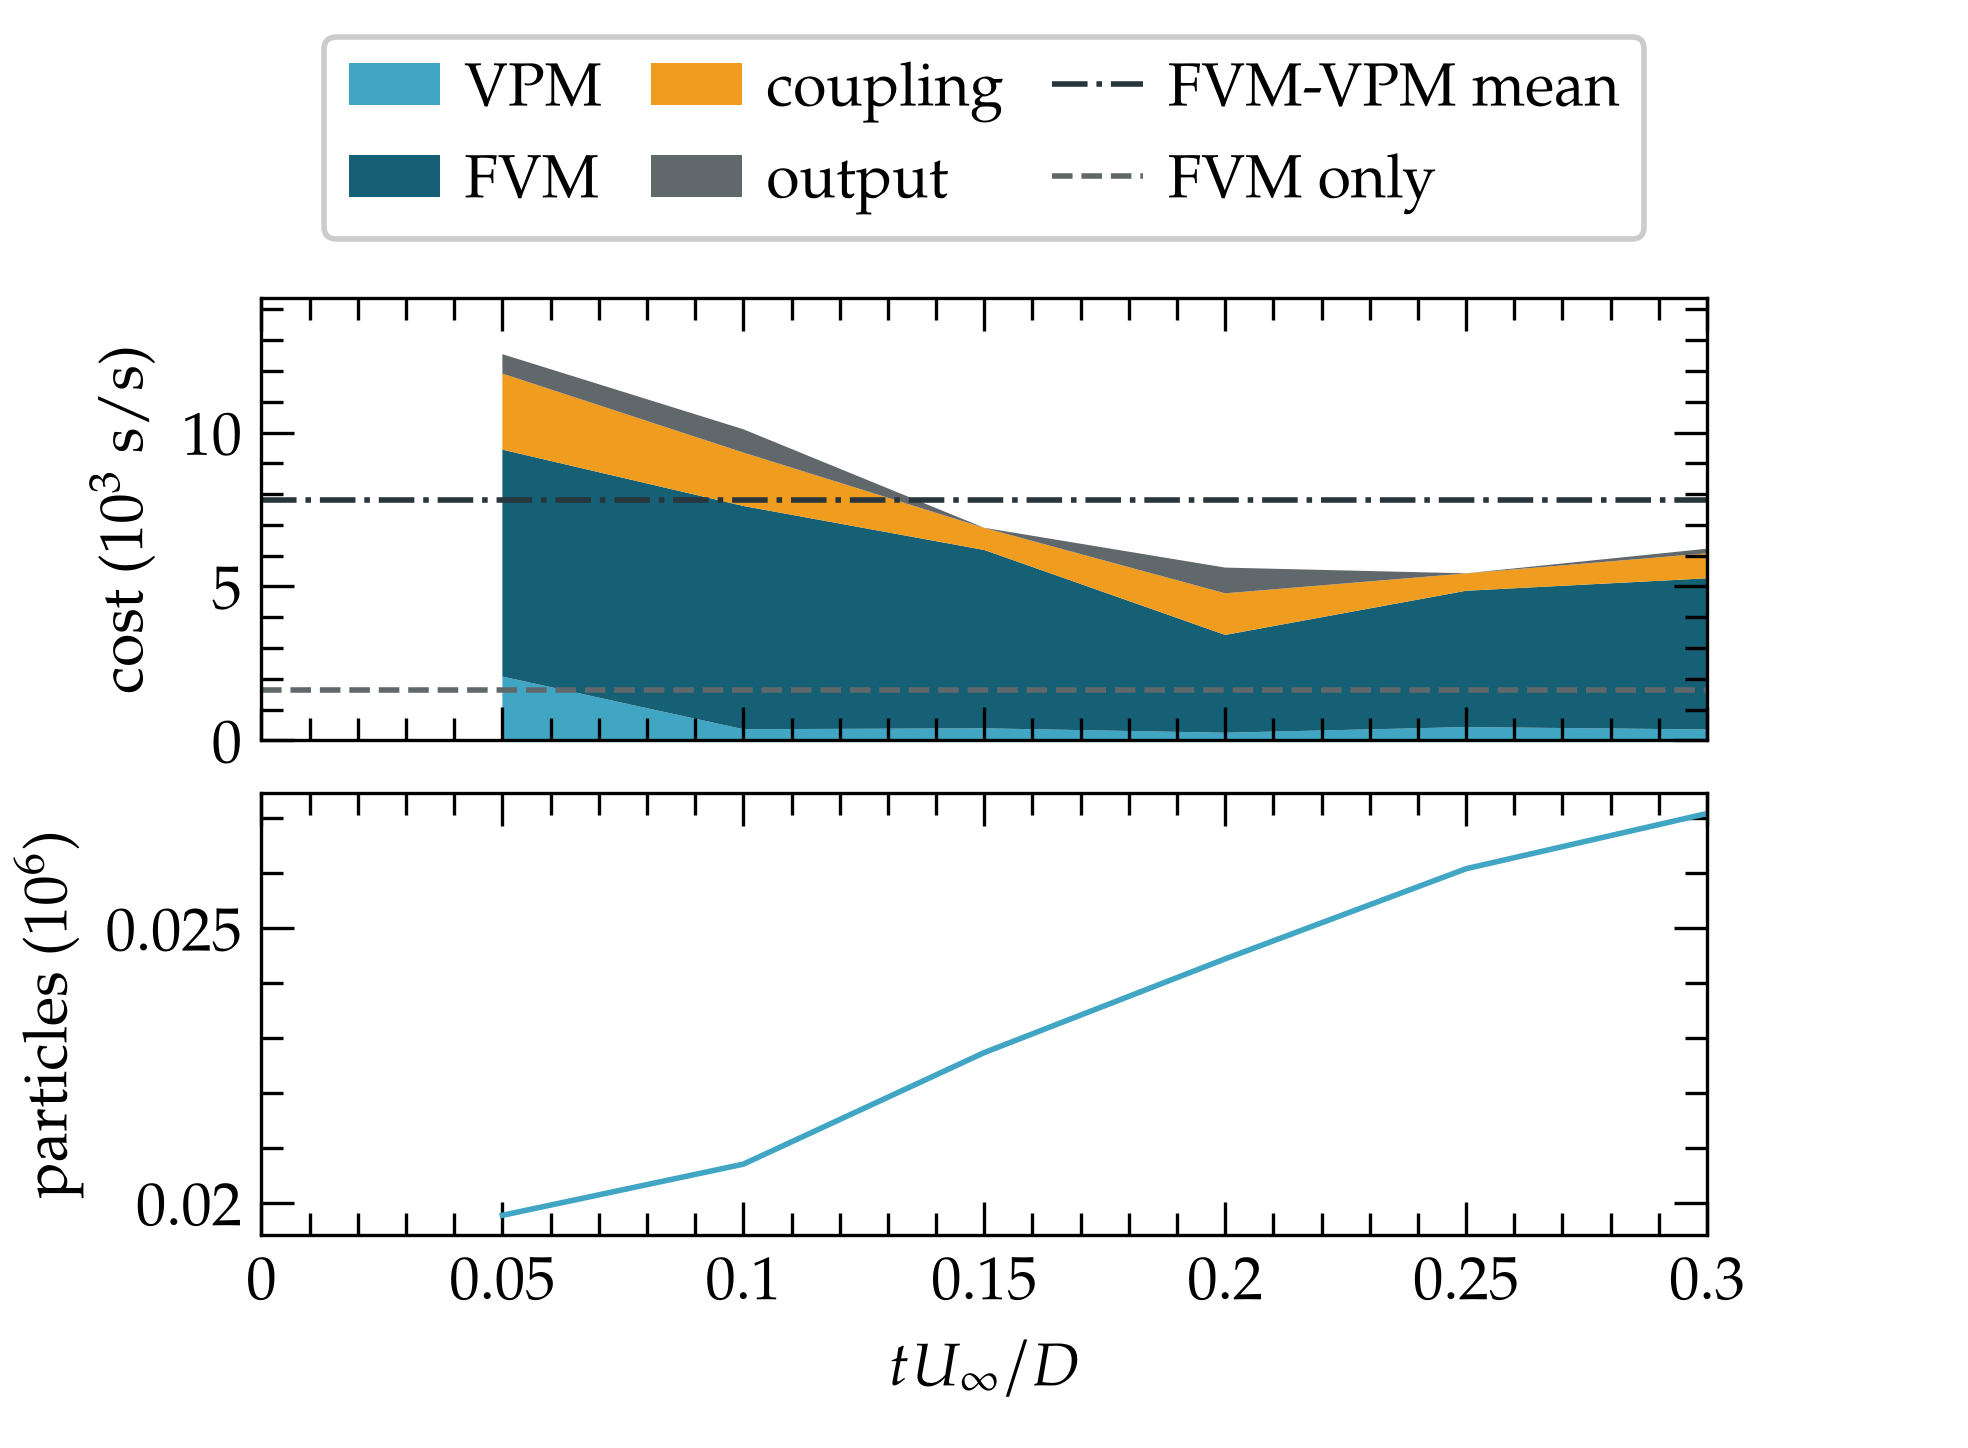 VPM coupling FVM-VPM mean
FVM output FVM only
cost (10³ s/s)
10
5
0
particles (10⁶)
0.025
0.02
0 0.05 0.1 0.15 0.2 0.25 0.3
tU∞/D